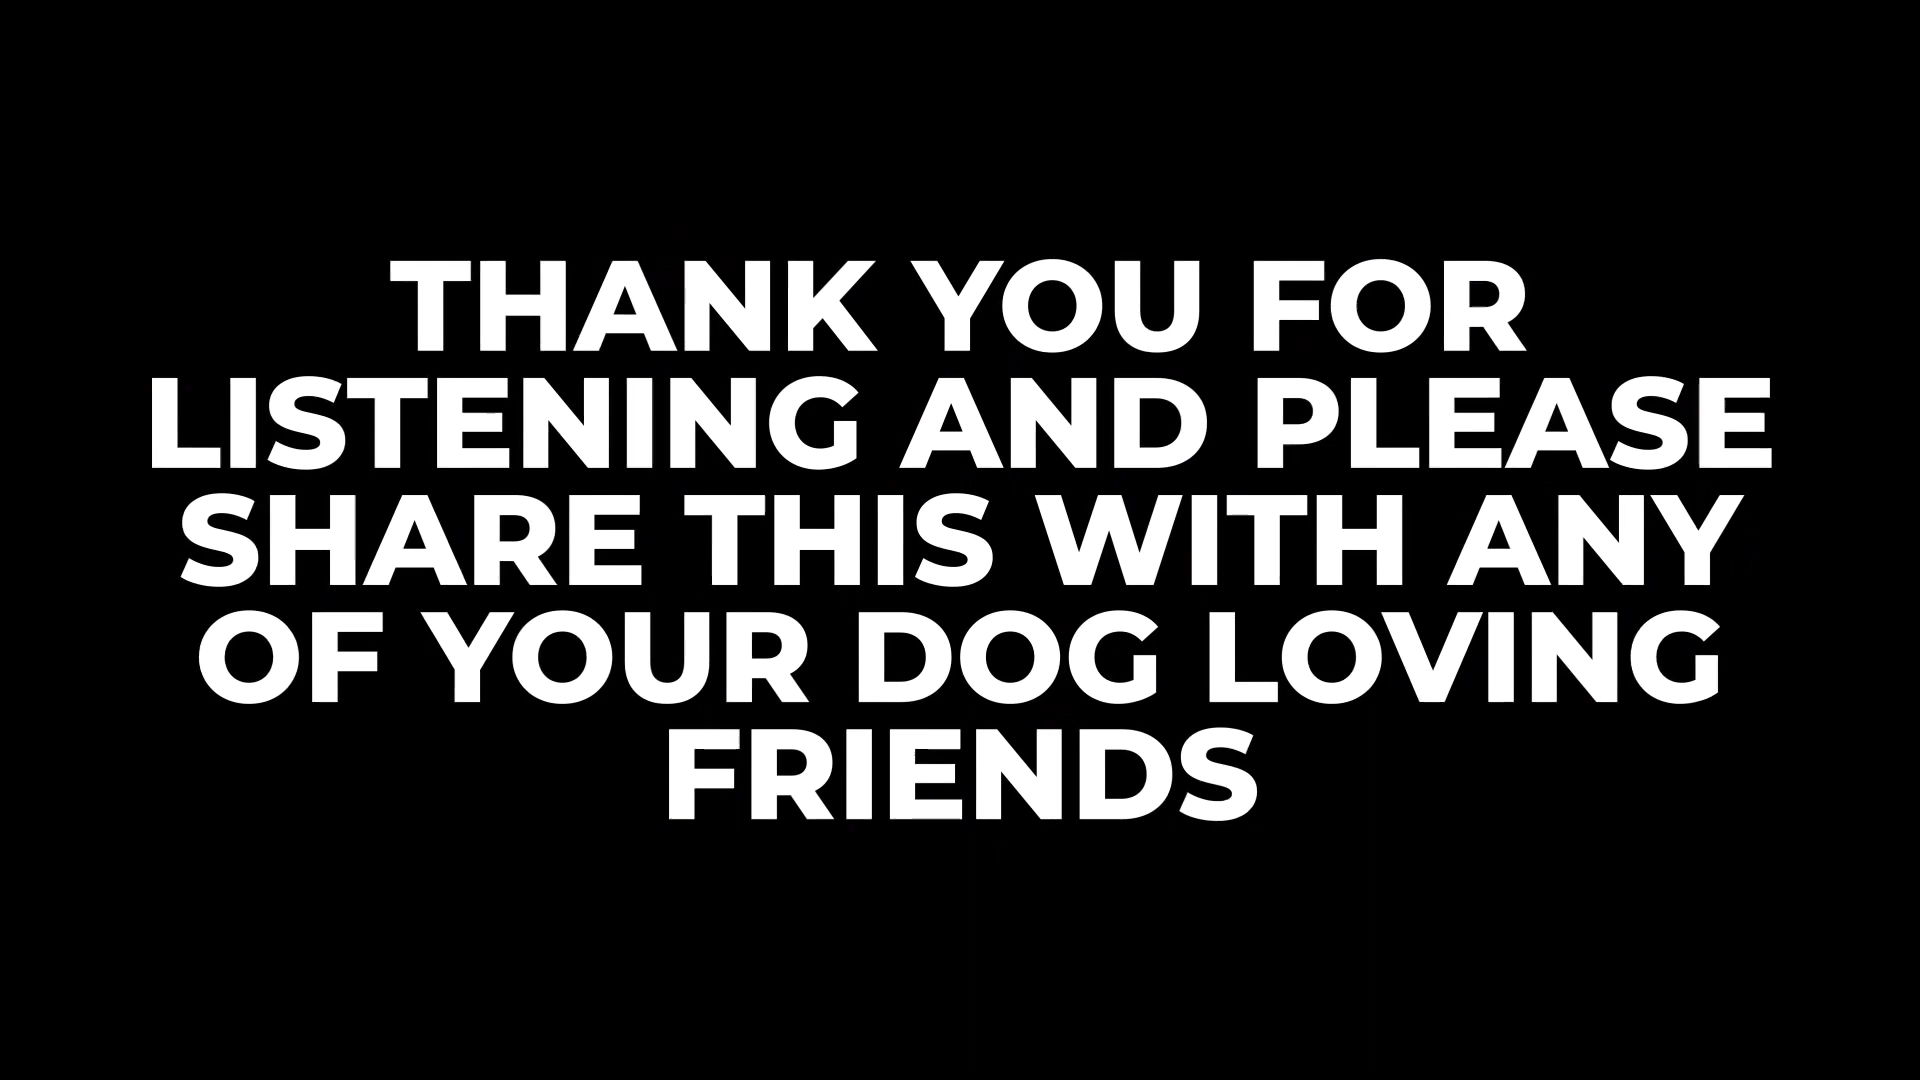 THANK YOU FOR
LISTENING AND PLEASE
SHARE THIS WITH ANY
OF YOUR DOG LOVING
FRIENDS